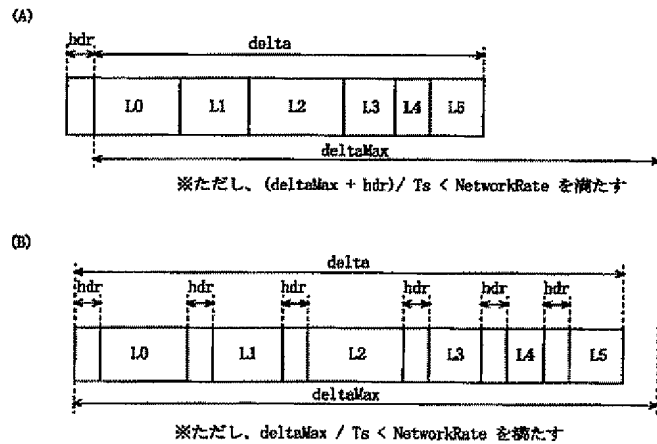 (A)
hdr
delta
L0 L1 L2 L3 L4 L5
deltaMax
※ただし、(deltaMax + hdr)/ Ts < NetworkRate を満たす
(B)
delta
hdr hdr hdr hdr hdr hdr
L0 L1 L2 L3 L4 L5
deltaMax
※ただし、deltaMax / Ts < NetworkRate を満たす